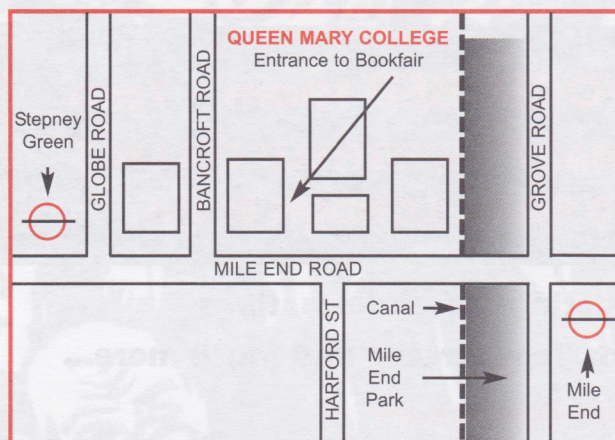 QUEEN MARY COLLEGE
Entrance to Bookfair
Stepney
Green
GLOBE ROAD
BANCROFT ROAD
GROVE ROAD
MILE END ROAD
HARFORD ST
Canal
Mile
End
Park
Mile
End
more...